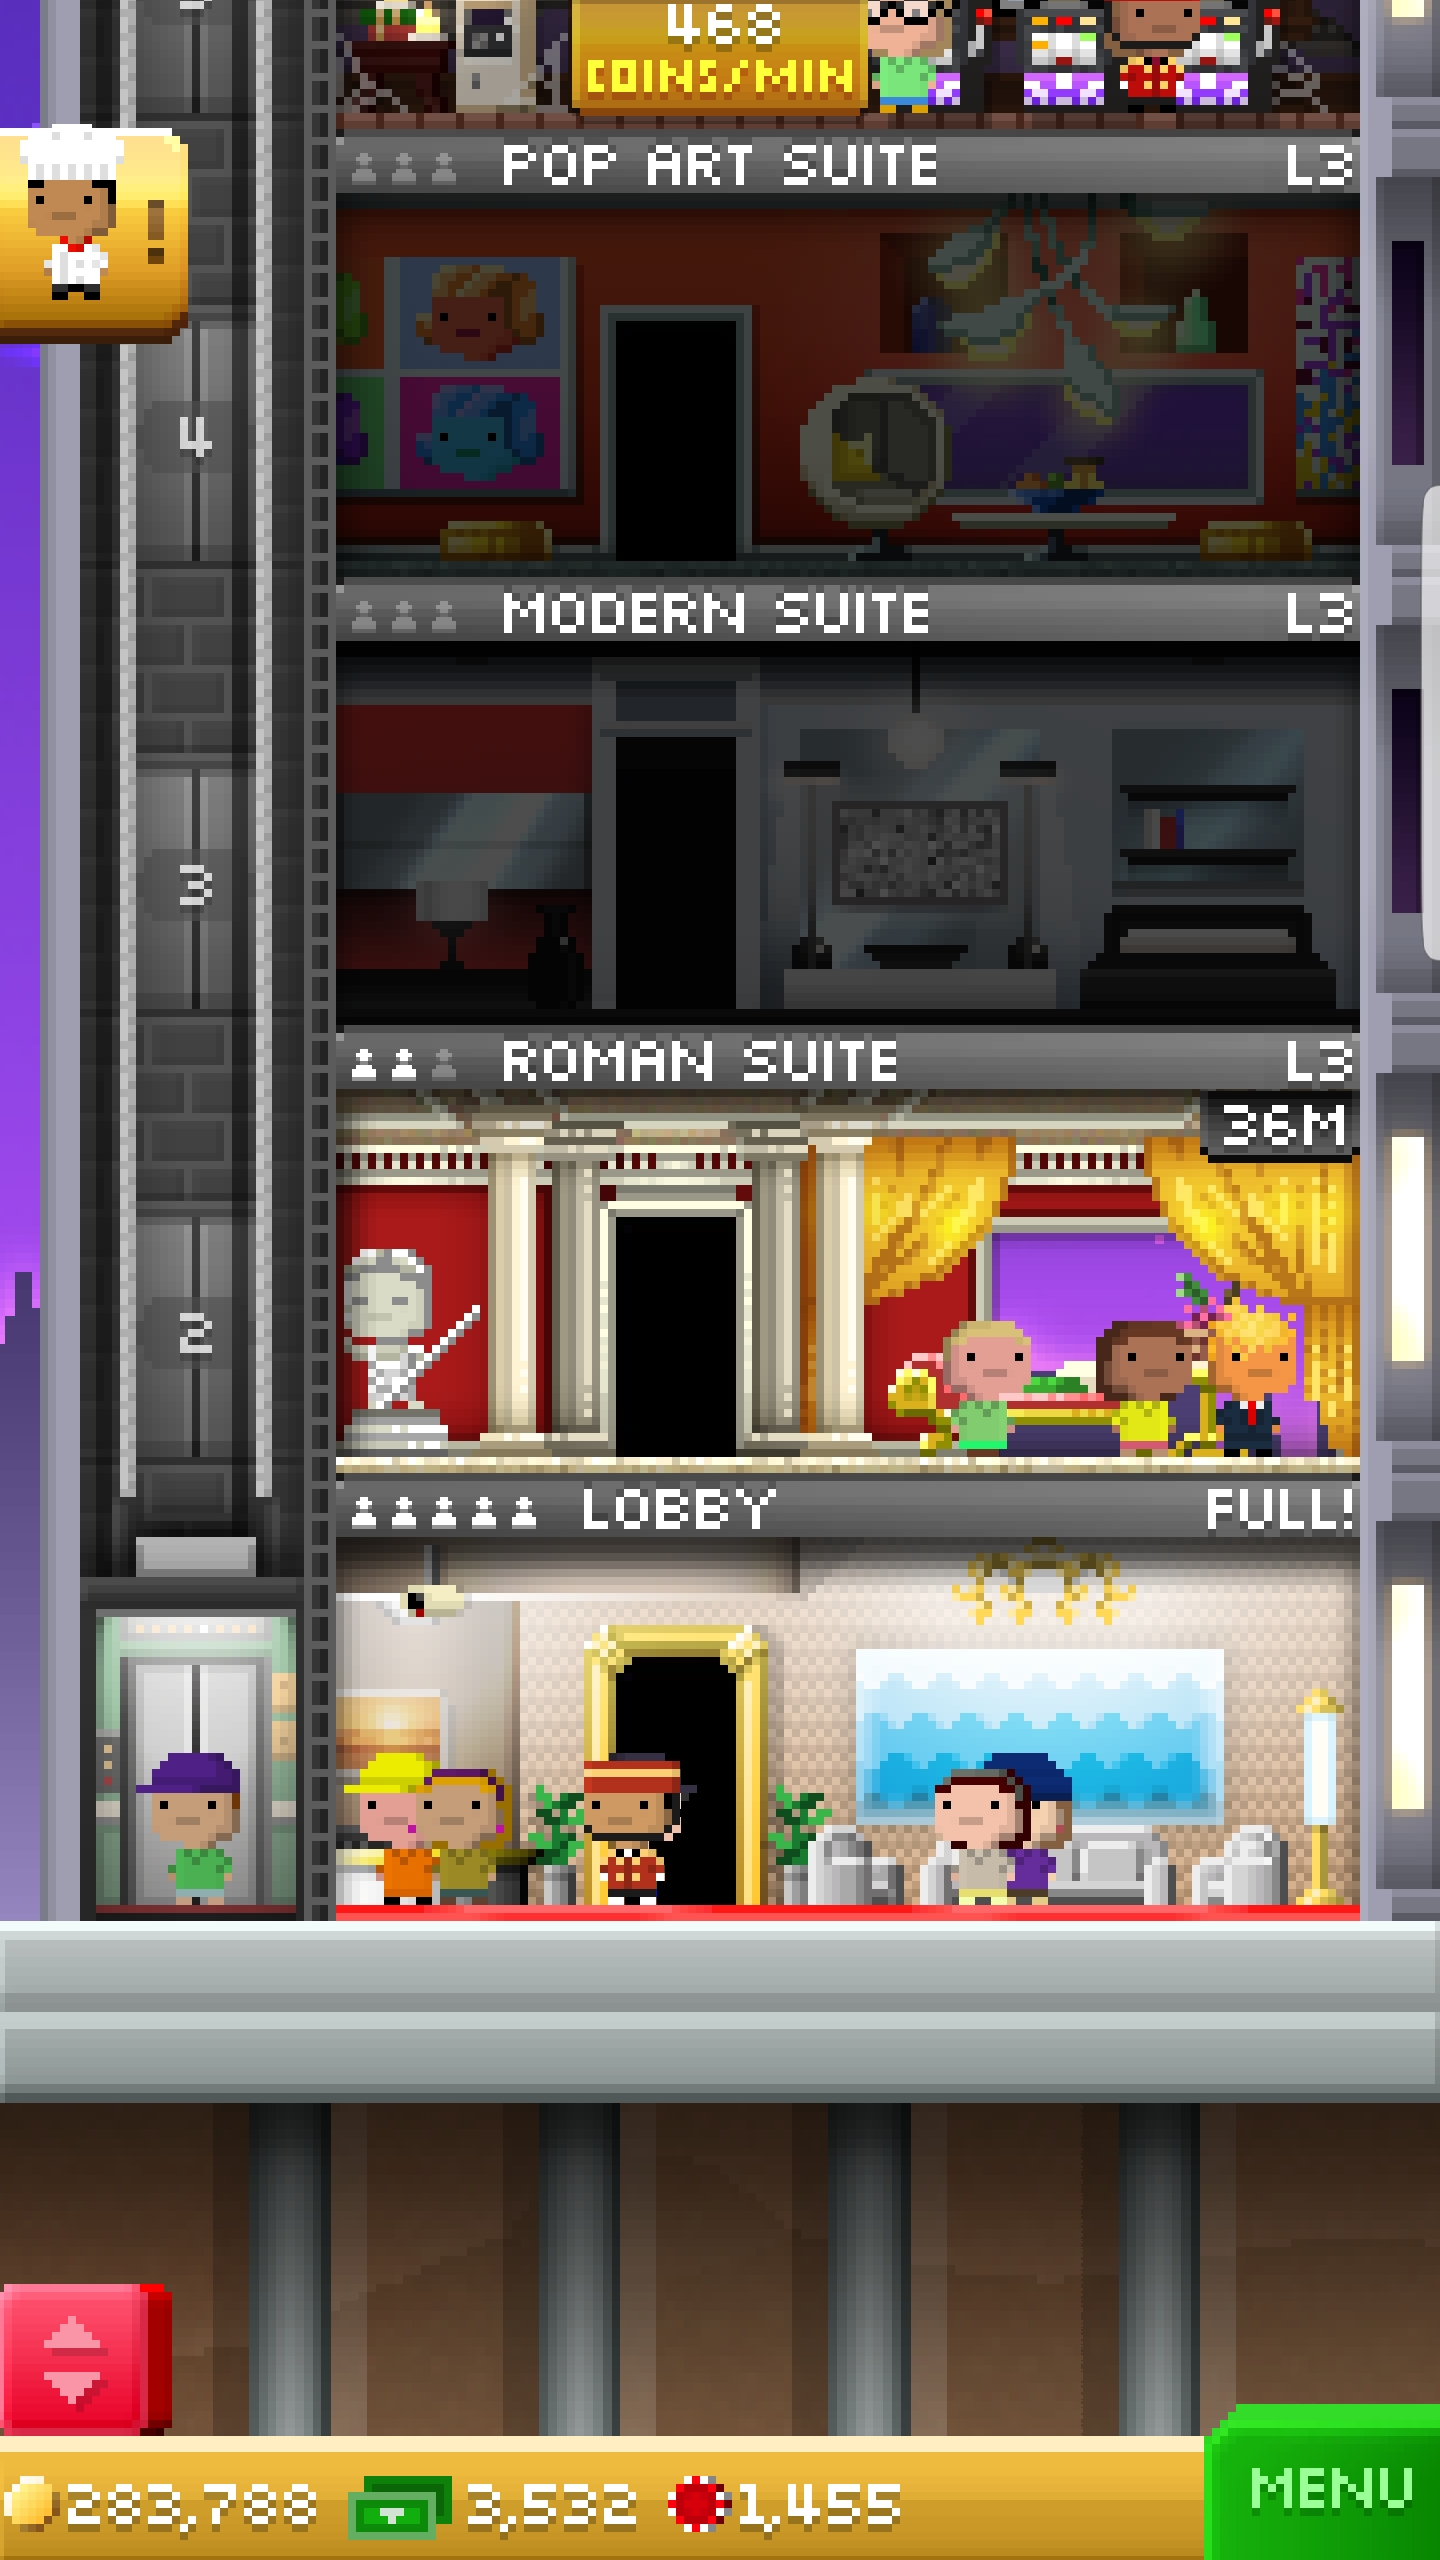 468
COINS/MIN
POP ART SUITE L3
!
4
MODERN SUITE L3
3
ROMAN SUITE L3
36M
2
LOBBY FULL!
283,788 3,532 1,455
MENU